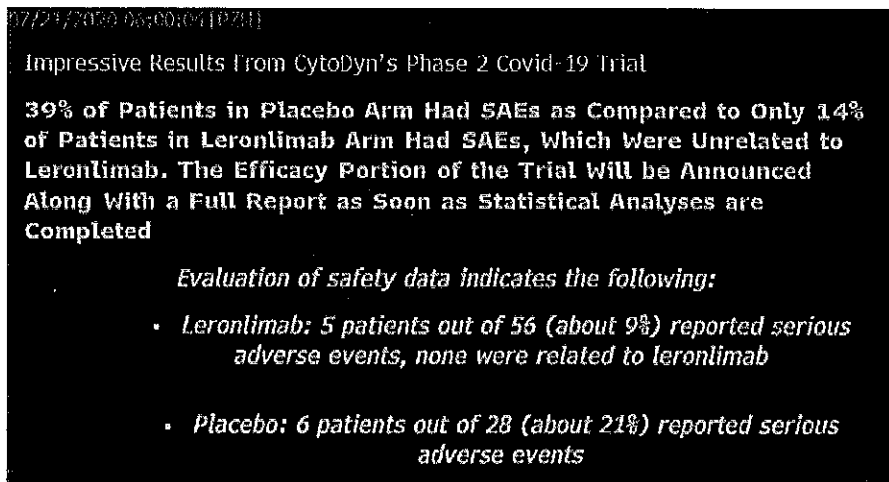 06:00:04
Impressive Results From CytoDyn's Phase 2 Covid-19 Trial
39% of Patients in Placebo Arm Had SAEs as Compared to Only 14%
of Patients in Leronlimab Arm Had SAEs, Which Were Unrelated to
Leronlimab. The Efficacy Portion of the Trial Will be Announced
Along With a Full Report as Soon as Statistical Analyses are
Completed
Evaluation of safety data indicates the following:
• Leronlimab: 5 patients out of 56 (about 9%) reported serious
adverse events, none were related to leronlimab
• Placebo: 6 patients out of 28 (about 21%) reported serious
adverse events